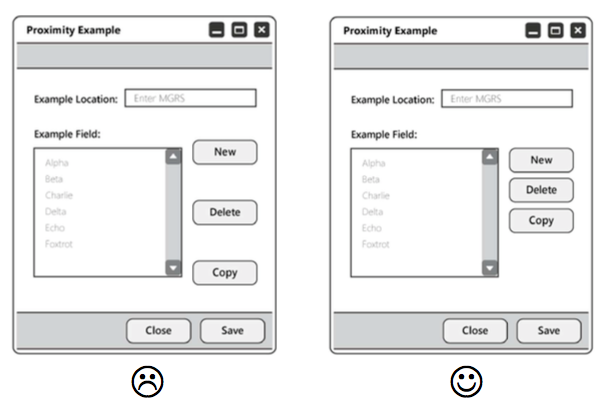 Proximity Example
Example Location: Enter MGRS
Example Field:
Alpha
Beta
Charlie
Delta
Echo
Foxtrot
New
Delete
Copy
Close Save
Proximity Example
Example Location: Enter MGRS
Example Field:
Alpha
Beta
Charlie
Delta
Echo
Foxtrot
New
Delete
Copy
Close Save